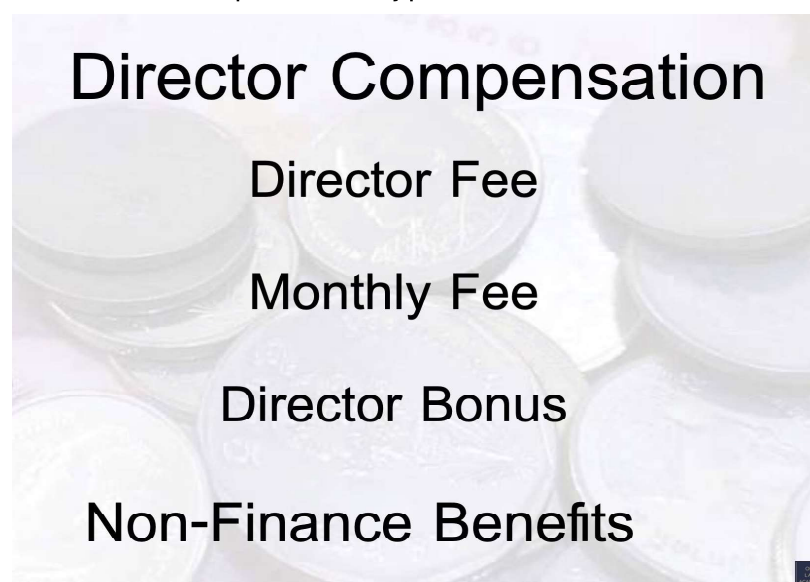 Director Compensation
Director Fee
Monthly Fee
Director Bonus
Non-Finance Benefits